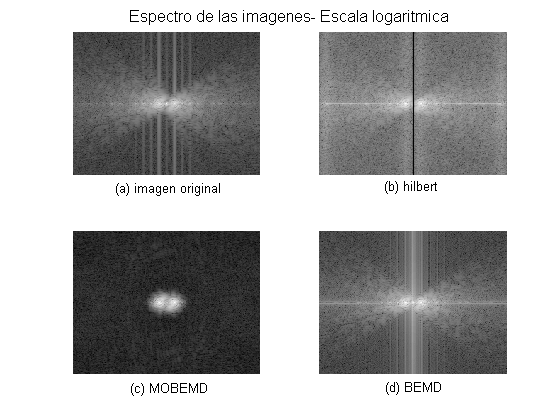 Espectro de las imagenes- Escala logaritmica
(a) imagen original
(b) hilbert
(c) MOBEMD
(d) BEMD